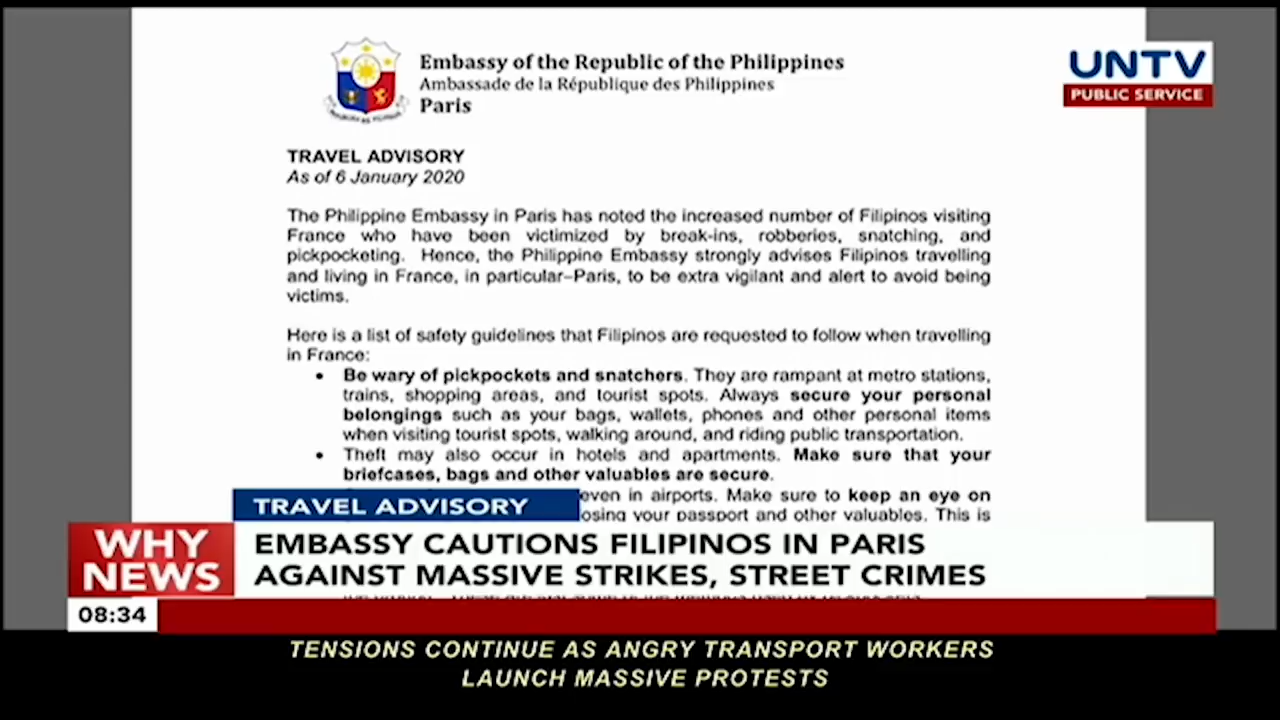 Embassy of the Republic of the Philippines
Ambassade de la République des Philippines
Paris
UNTV
PUBLIC SERVICE
TRAVEL ADVISORY
As of 6 January 2020
The Philippine Embassy in Paris has noted the increased number of Filipinos visiting
France who have been victimized by break-ins, robberies, snatching, and
pickpocketing. Hence, the Philippine Embassy strongly advises Filipinos travelling
and living in France, in particular–Paris, to be extra vigilant and alert to avoid being
victims.
Here is a list of safety guidelines that Filipinos are requested to follow when travelling
in France:
• Be wary of pickpockets and snatchers. They are rampant at metro stations,
trains, shopping areas, and tourist spots. Always secure your personal
belongings such as your bags, wallets, phones and other personal items
when visiting tourist spots, walking around, and riding public transportation.
• Theft may also occur in hotels and apartments. Make sure that your
briefcases, bags and other valuables are secure.
even in airports. Make sure to keep an eye on
osing your passport and other valuables. This is
TRAVEL ADVISORY
WHY
NEWS
EMBASSY CAUTIONS FILIPINOS IN PARIS
AGAINST MASSIVE STRIKES, STREET CRIMES
08:34
TENSIONS CONTINUE AS ANGRY TRANSPORT WORKERS
LAUNCH MASSIVE PROTESTS